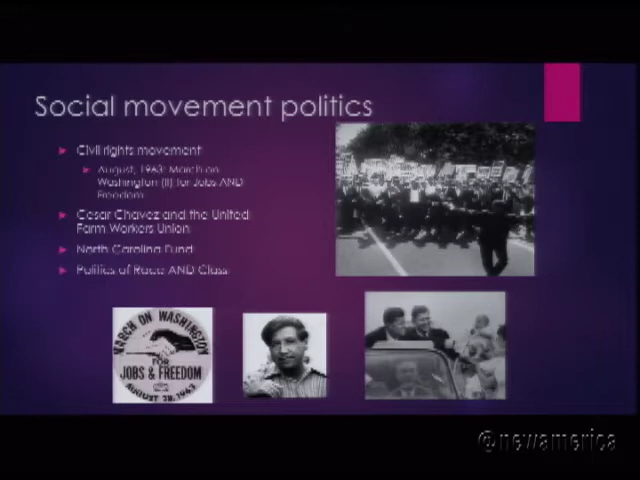 Social movement politics
Civil rights movement
August, 1963: March on
Washington (II) for Jobs AND
Freedom
Cesar Chavez and the United
Farm Workers Union
North Carolina Fund
Politics of Race AND Class
MARCH ON WASHINGTON
FOR
JOBS & FREEDOM
AUGUST 28, 1963
@newamerica